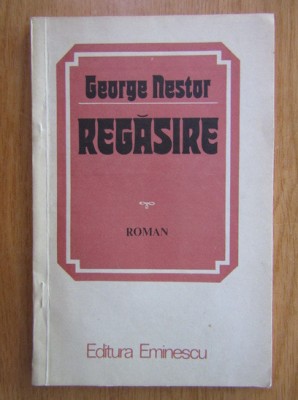 George Nestor
REGĂSIRE
ROMAN
Editura Eminescu